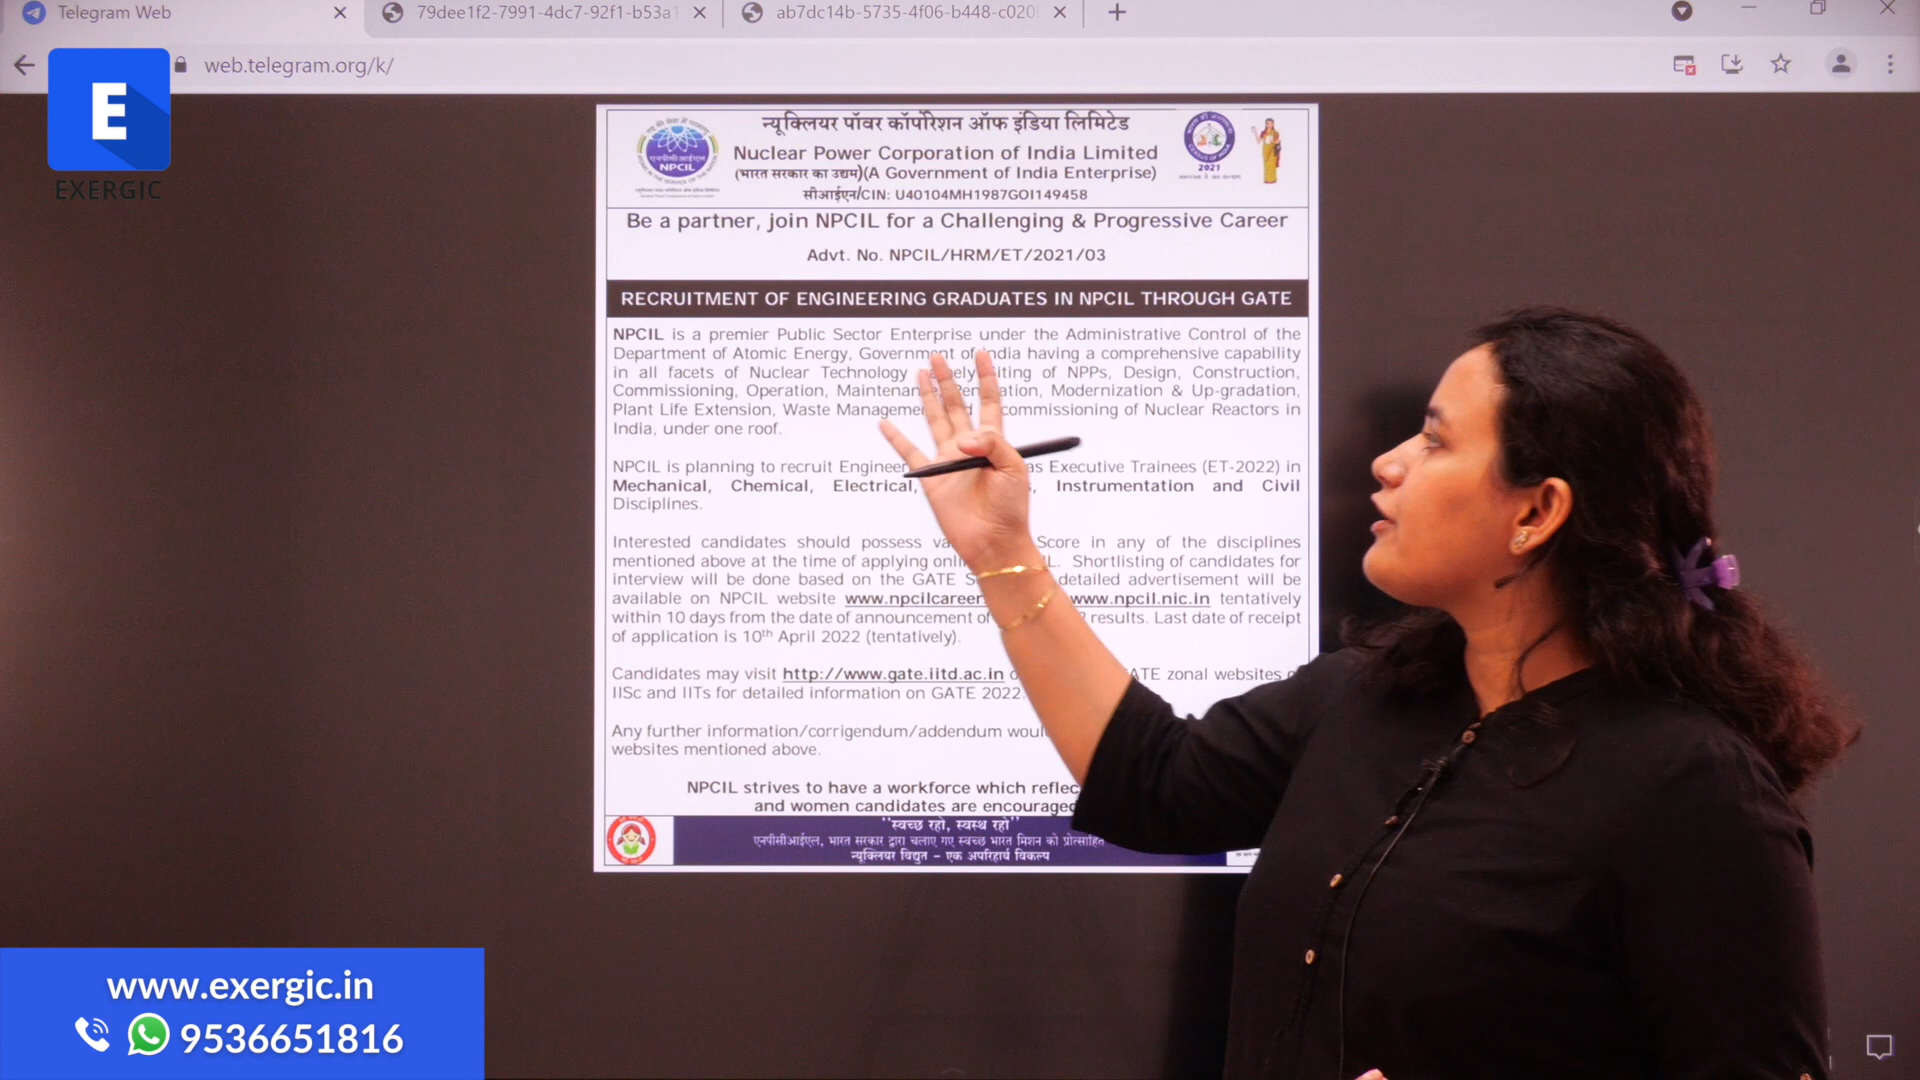 Telegram Web
79dee1f2-7991-4dc7-92f1-b53a1
ab7dc14b-5735-4f06-b448-c020
web.telegram.org/k/
E
EXERGIC
न्यूक्लियर पॉवर कॉर्पोरेशन ऑफ इंडिया लिमिटेड
Nuclear Power Corporation of India Limited
(भारत सरकार का उद्यम)(A Government of India Enterprise)
सीआईएन/CIN: U40104MH1987GOI149458
एनपीसीआईएल
NPCIL
2021
Be a partner, join NPCIL for a Challenging & Progressive Career
Advt. No. NPCIL/HRM/ET/2021/03
RECRUITMENT OF ENGINEERING GRADUATES IN NPCIL THROUGH GATE
NPCIL is a premier Public Sector Enterprise under the Administrative Control of the
Department of Atomic Energy, Government of India having a comprehensive capability
in all facets of Nuclear Technology Siting of NPPs, Design, Construction,
Commissioning, Operation, Maintenance, Renovation, Modernization & Up-gradation,
Plant Life Extension, Waste Management commissioning of Nuclear Reactors in
India, under one roof.
NPCIL is planning to recruit Engineer as Executive Trainees (ET-2022) in
Mechanical, Chemical, Electrical, Instrumentation and Civil
Disciplines.
Interested candidates should possess Score in any of the disciplines
mentioned above at the time of applying Shortlisting of candidates for
interview will be done based on the GATE detailed advertisement will be
available on NPCIL website www.npcilcareer www.npcil.nic.in tentatively
within 10 days from the date of announcement of results. Last date of receipt
of application is 10th April 2022 (tentatively).
Candidates may visit http://www.gate.iitd.ac.in zonal websites
IISc and IITs for detailed information on GATE 2022.
Any further information/corrigendum/addendum
websites mentioned above.
NPCIL strives to have a workforce which
and women candidates are encouraged
“स्वच्छ रहो, स्वस्थ रहो”
एनपीसीआईएल, भारत सरकार द्वारा चलाए गए स्वच्छ भारत मिशन को प्रोत्साहित
न्यूक्लियर विद्युत – एक अपरिहार्य विकल्प
www.exergic.in
9536651816